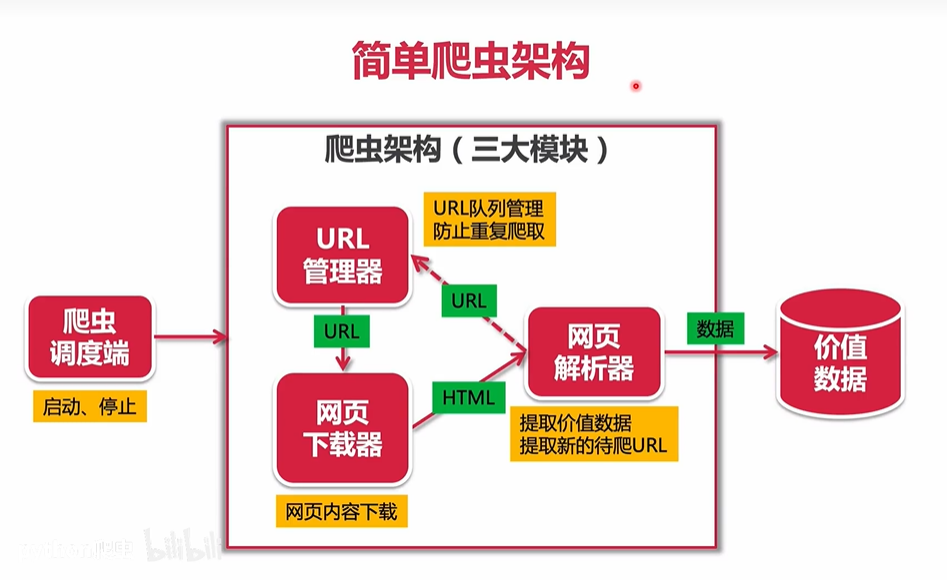 简单爬虫架构
爬虫架构（三大模块）
URL
管理器
URL队列管理
防止重复爬取
URL
URL
爬虫
调度端
启动、停止
网页
下载器
网页内容下载
HTML
网页
解析器
提取价值数据
提取新的待爬URL
数据
价值
数据
bilibili